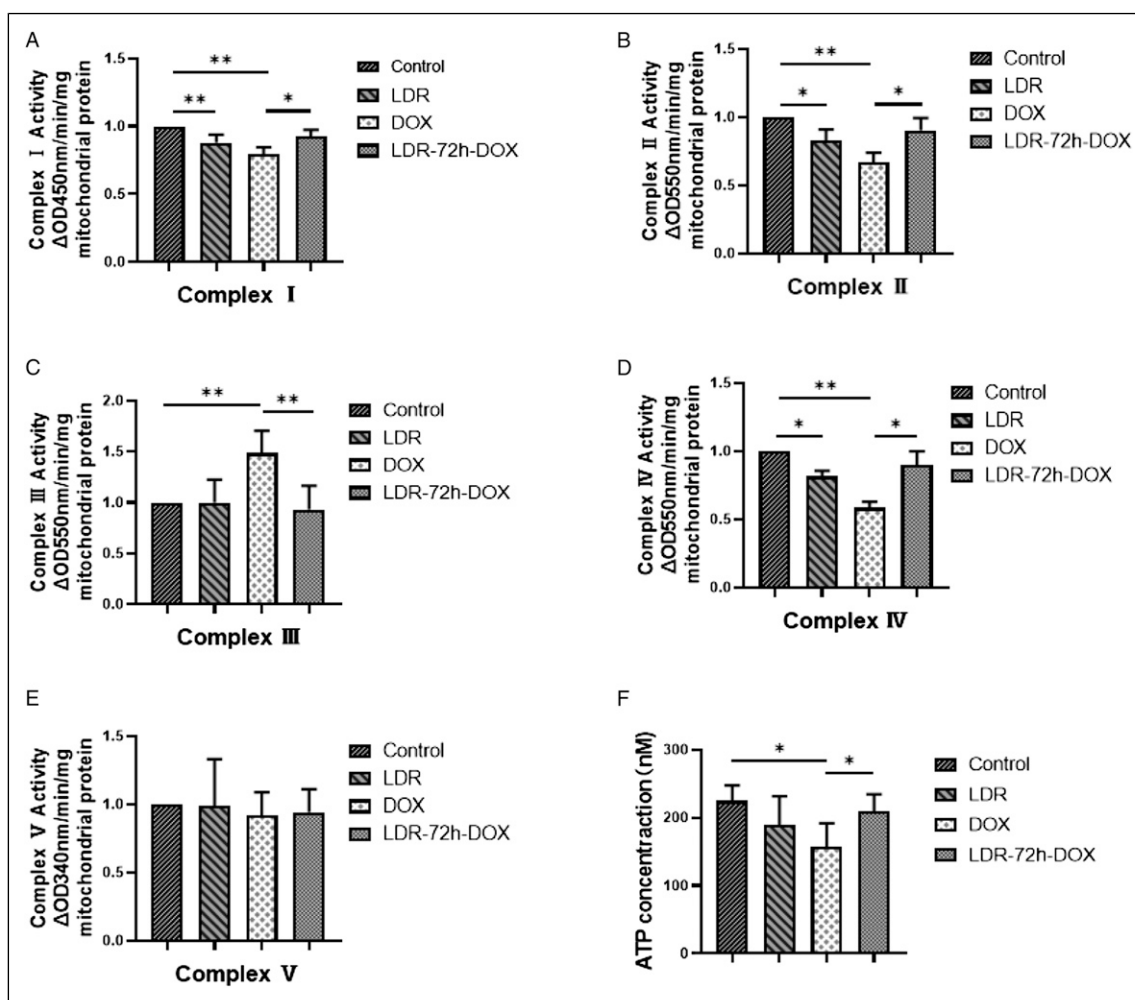 A
Complex Ⅰ Activity
ΔOD450nm/min/mg
mitochondrial protein
1.5
1.0
0.5
0.0
**
**
*
Complex Ⅰ
Control
LDR
DOX
LDR-72h-DOX
B
Complex Ⅱ Activity
ΔOD550nm/min/mg
mitochondrial protein
1.5
1.0
0.5
0.0
**
*
*
Complex Ⅱ
Control
LDR
DOX
LDR-72h-DOX
C
Complex Ⅲ Activity
ΔOD550nm/min/mg
mitochondrial protein
2.0
1.5
1.0
0.5
0.0
**
**
Complex Ⅲ
Control
LDR
DOX
LDR-72h-DOX
D
Complex Ⅳ Activity
ΔOD550nm/min/mg
mitochondrial protein
1.5
1.0
0.5
0.0
**
*
*
Complex Ⅳ
Control
LDR
DOX
LDR-72h-DOX
E
Complex Ⅴ Activity
ΔOD340nm/min/mg
mitochondrial protein
1.5
1.0
0.5
0.0
Complex Ⅴ
Control
LDR
DOX
LDR-72h-DOX
F
ATP concentraction(nM)
300
200
100
0
*
*
Control
LDR
DOX
LDR-72h-DOX